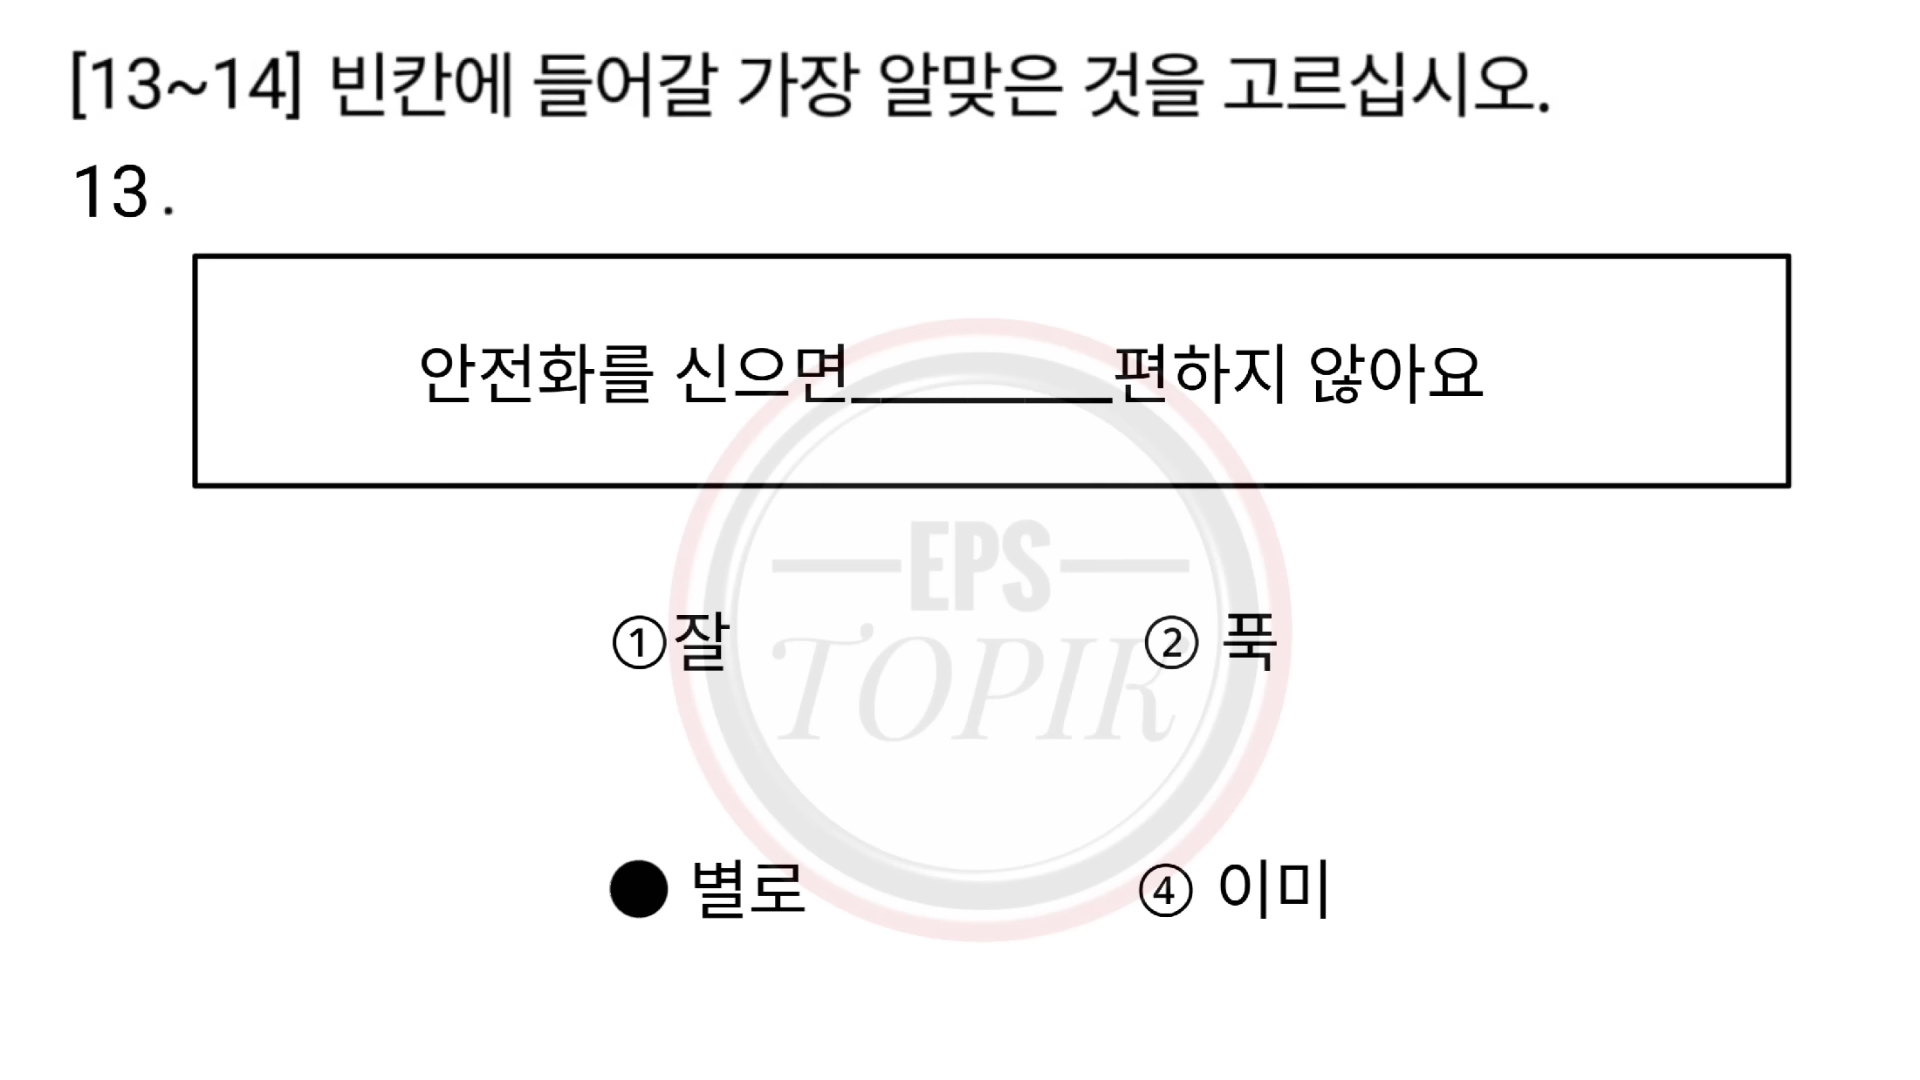 [13~14] 빈칸에 들어갈 가장 알맞은 것을 고르십시오.
13.
안전화를 신으면_________편하지 않아요
EPS
TOPIK
①잘 ② 푹
● 별로 ④ 이미